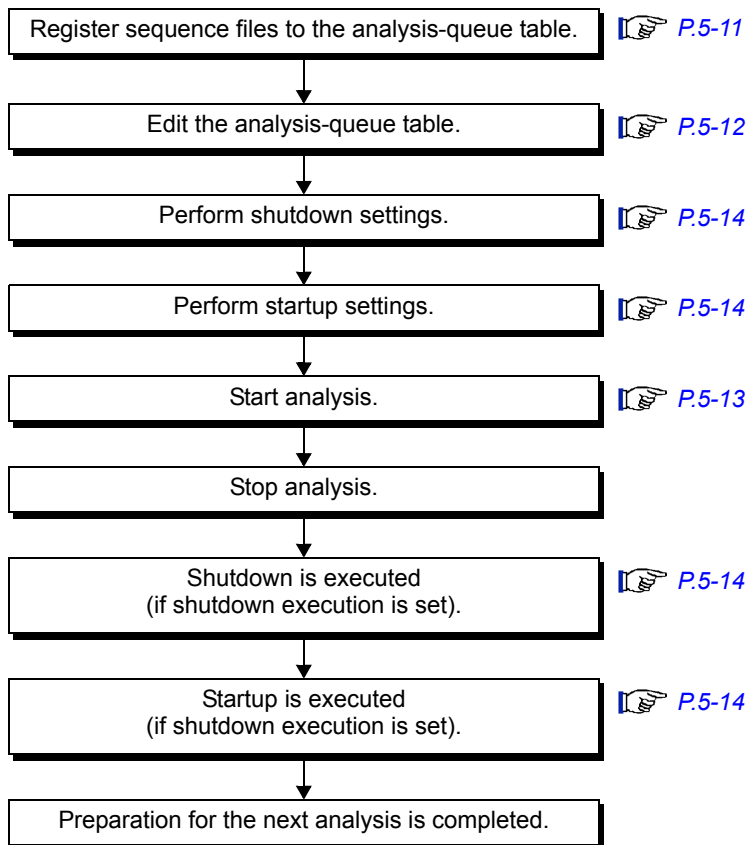 Register sequence files to the analysis-queue table. P.5-11
Edit the analysis-queue table. P.5-12
Perform shutdown settings. P.5-14
Perform startup settings. P.5-14
Start analysis. P.5-13
Stop analysis.
Shutdown is executed P.5-14
(if shutdown execution is set).
Startup is executed P.5-14
(if shutdown execution is set).
Preparation for the next analysis is completed.